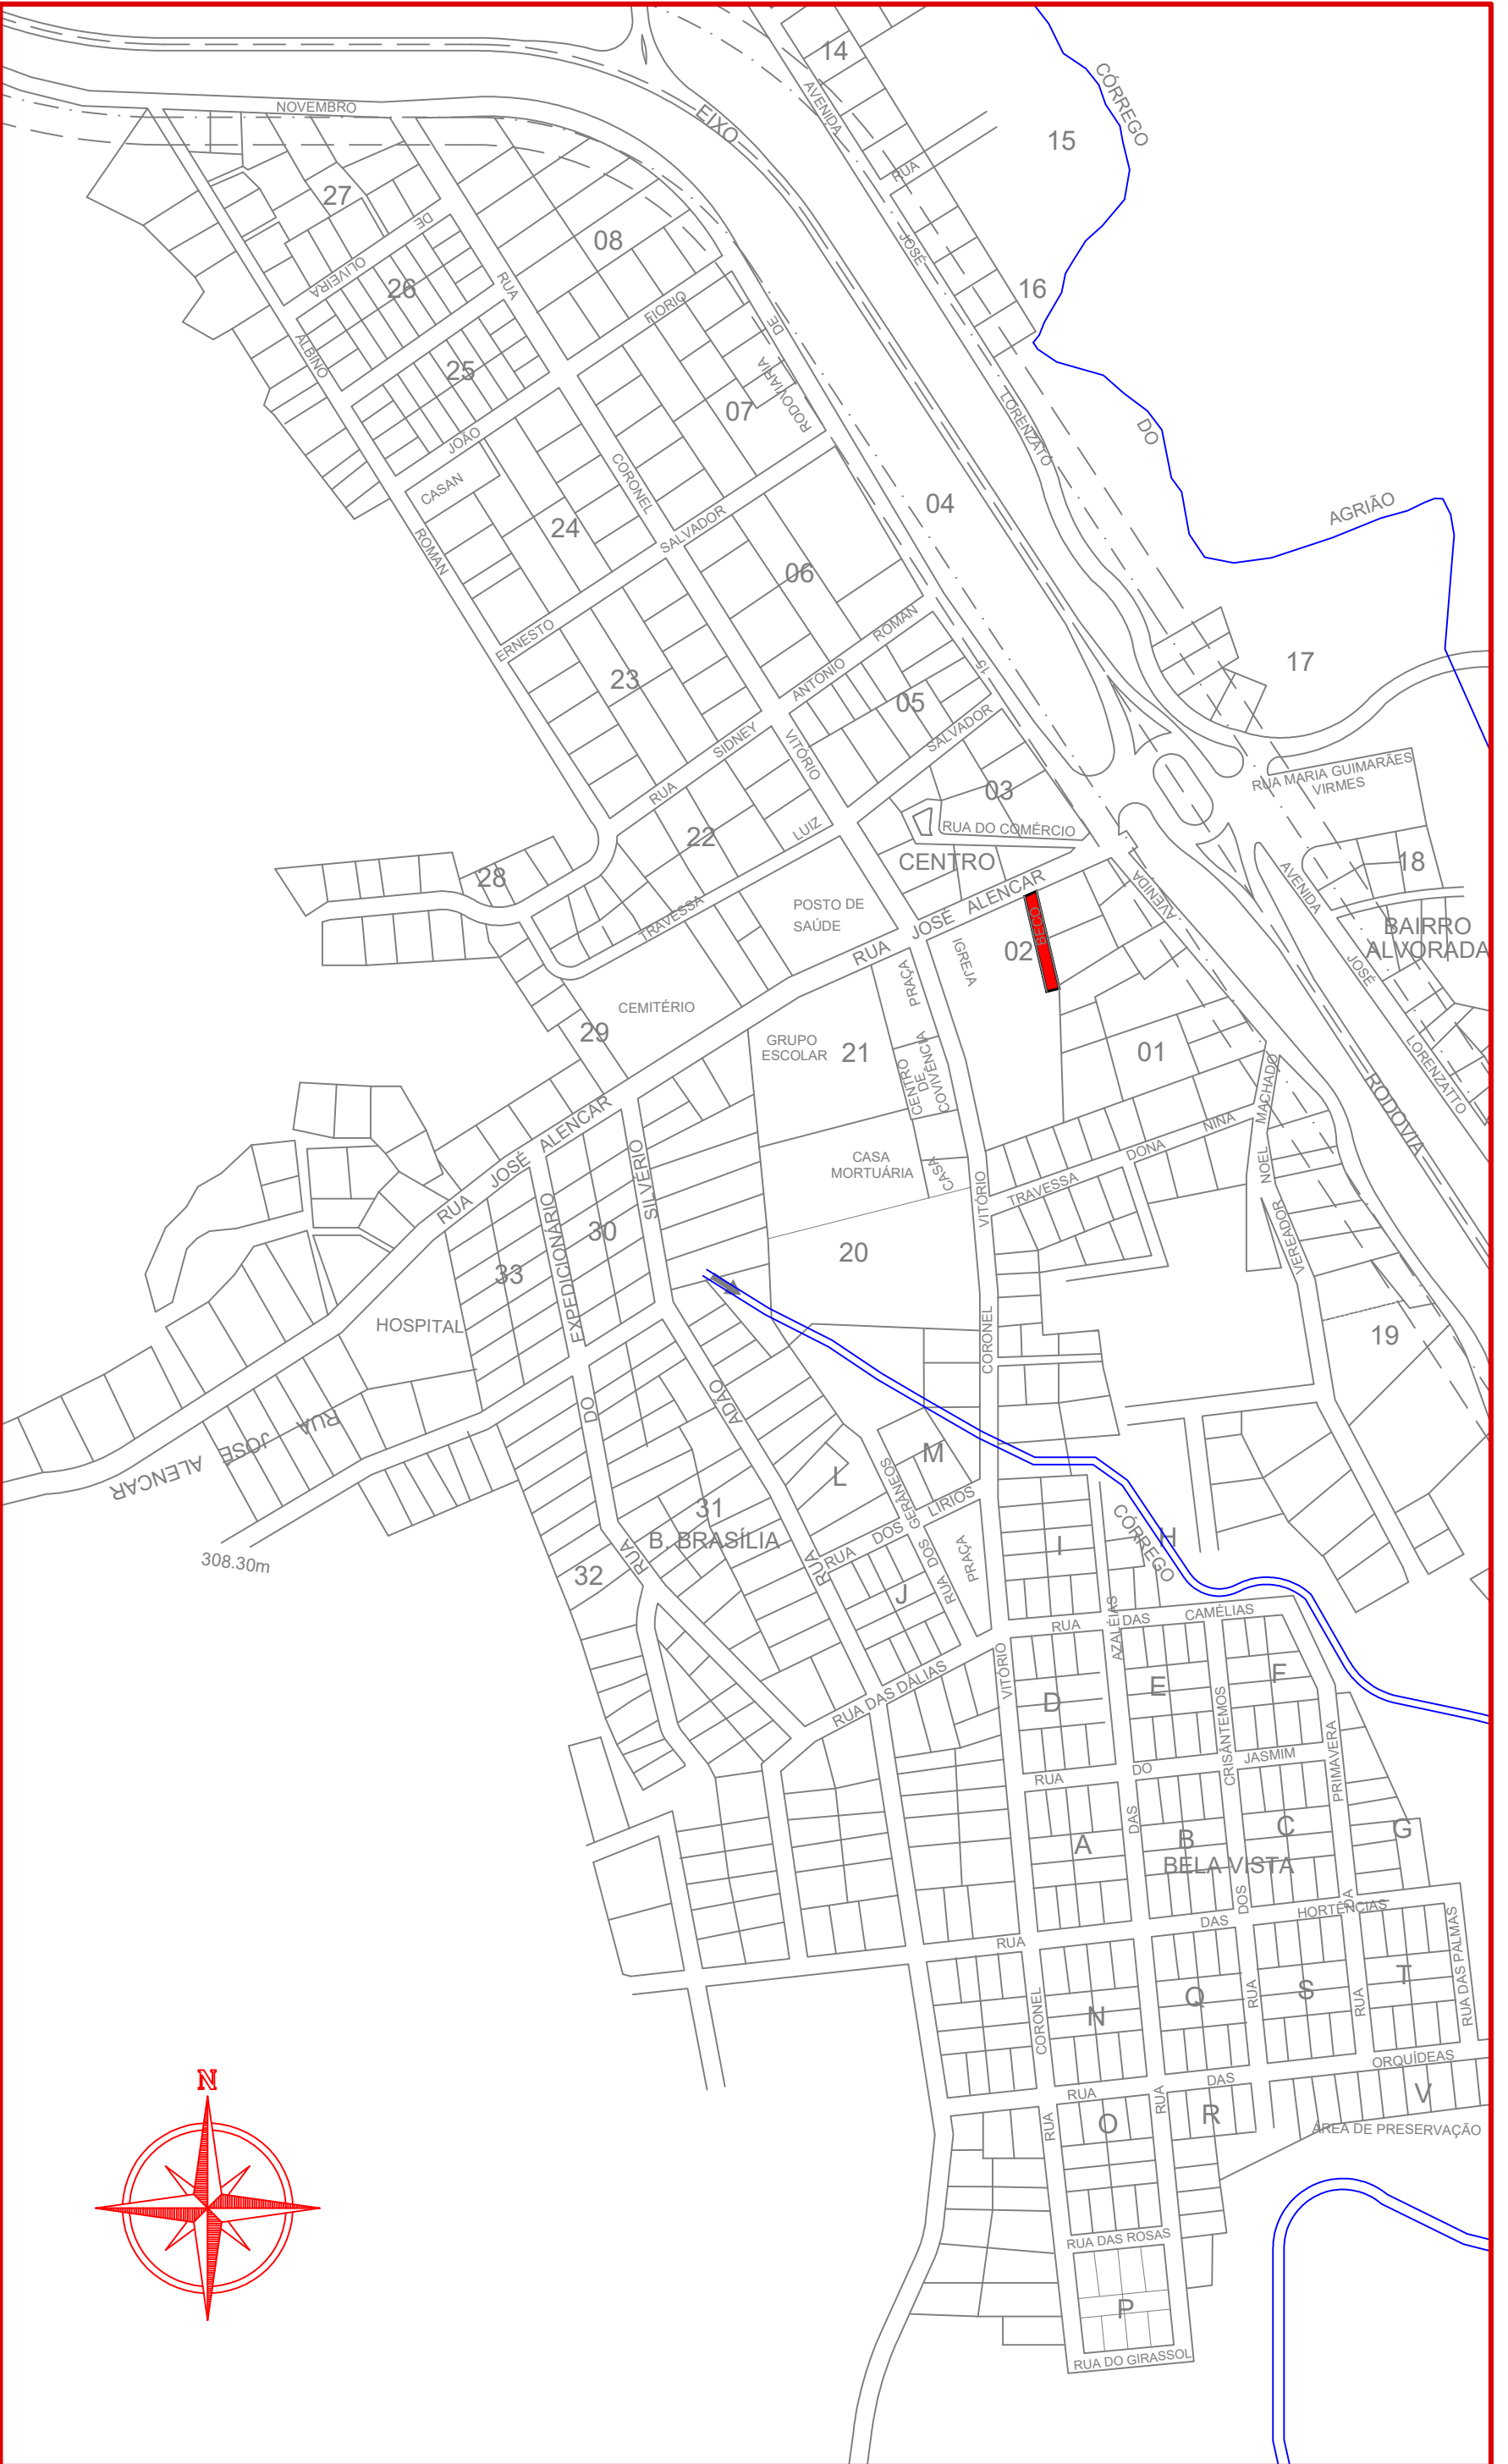 14
CÓRREGO
AVENIDA
EIXO
NOVEMBRO
15
RUA
27
DE
08
JOSÉ
OLIVEIRA
26
RUA
16
FIORIO
DE
ALBINO
25
RODOVIARIA
07
LORENZATO
DO
JOÃO
CASAN
CORONEL
04
AGRIÃO
24
SALVADOR
ROMAN
06
ERNESTO
ROMAN
ANTONIO
15
17
23
05
SALVADOR
SIDNEY
VITÓRIO
RUA
03
RUA MARIA GUIMARÃES
VIRMES
LUIZ
22
RUA DO COMÉRCIO
CENTRO
18
28
AVENIDA
AVENIDA
JOSÉ ALENCAR
POSTO DE
SAÚDE
TRAVESSA
BECO
BAIRRO
ALVORADA
RUA
02
IGREJA
JOSÉ
PRAÇA
CEMITÉRIO
29
GRUPO
ESCOLAR
21
01
CENTRO
DE
COVIVÊNCIA
LORENZATTO
MACHADO
RODOVIA
ALENCAR
NINA
DONA
TRAVESSA
NOEL
CASA
MORTUÁRIA
CASA
VITÓRIO
JOSÉ
RUA
SILVERIO
30
EXPEDICIONÁRIO
33
20
VEREADOR
HOSPITAL
CORONEL
19
ADÃO
DO
RUA JOSÉ ALENCAR
M
L
GERÂNEOS
LÍRIOS
31
B. BRASÍLIA
DOS
RUA
RUA
RUA
RUA DOS
PRAÇA
I
CÓRREGO
H
308.30m
32
J
RUA
AZALÉIAS
DAS
CAMÉLIAS
RUA DAS DÁLIAS
VITÓRIO
D
E
F
CRISÂNTEMOS
PRIMAVERA
RUA
DO
JASMIM
DAS
A
B
C
G
BELA VISTA
DOS
DA
HORTÊNCIAS
DAS
RUA
RUA DAS PALMAS
T
S
Q
N
RUA
RUA
CORONEL
ORQUÍDEAS
DAS
RUA
V
N
RUA
O
R
RUA
ÁREA DE PRESERVAÇÃO
RUA DAS ROSAS
P
RUA DO GIRASSOL